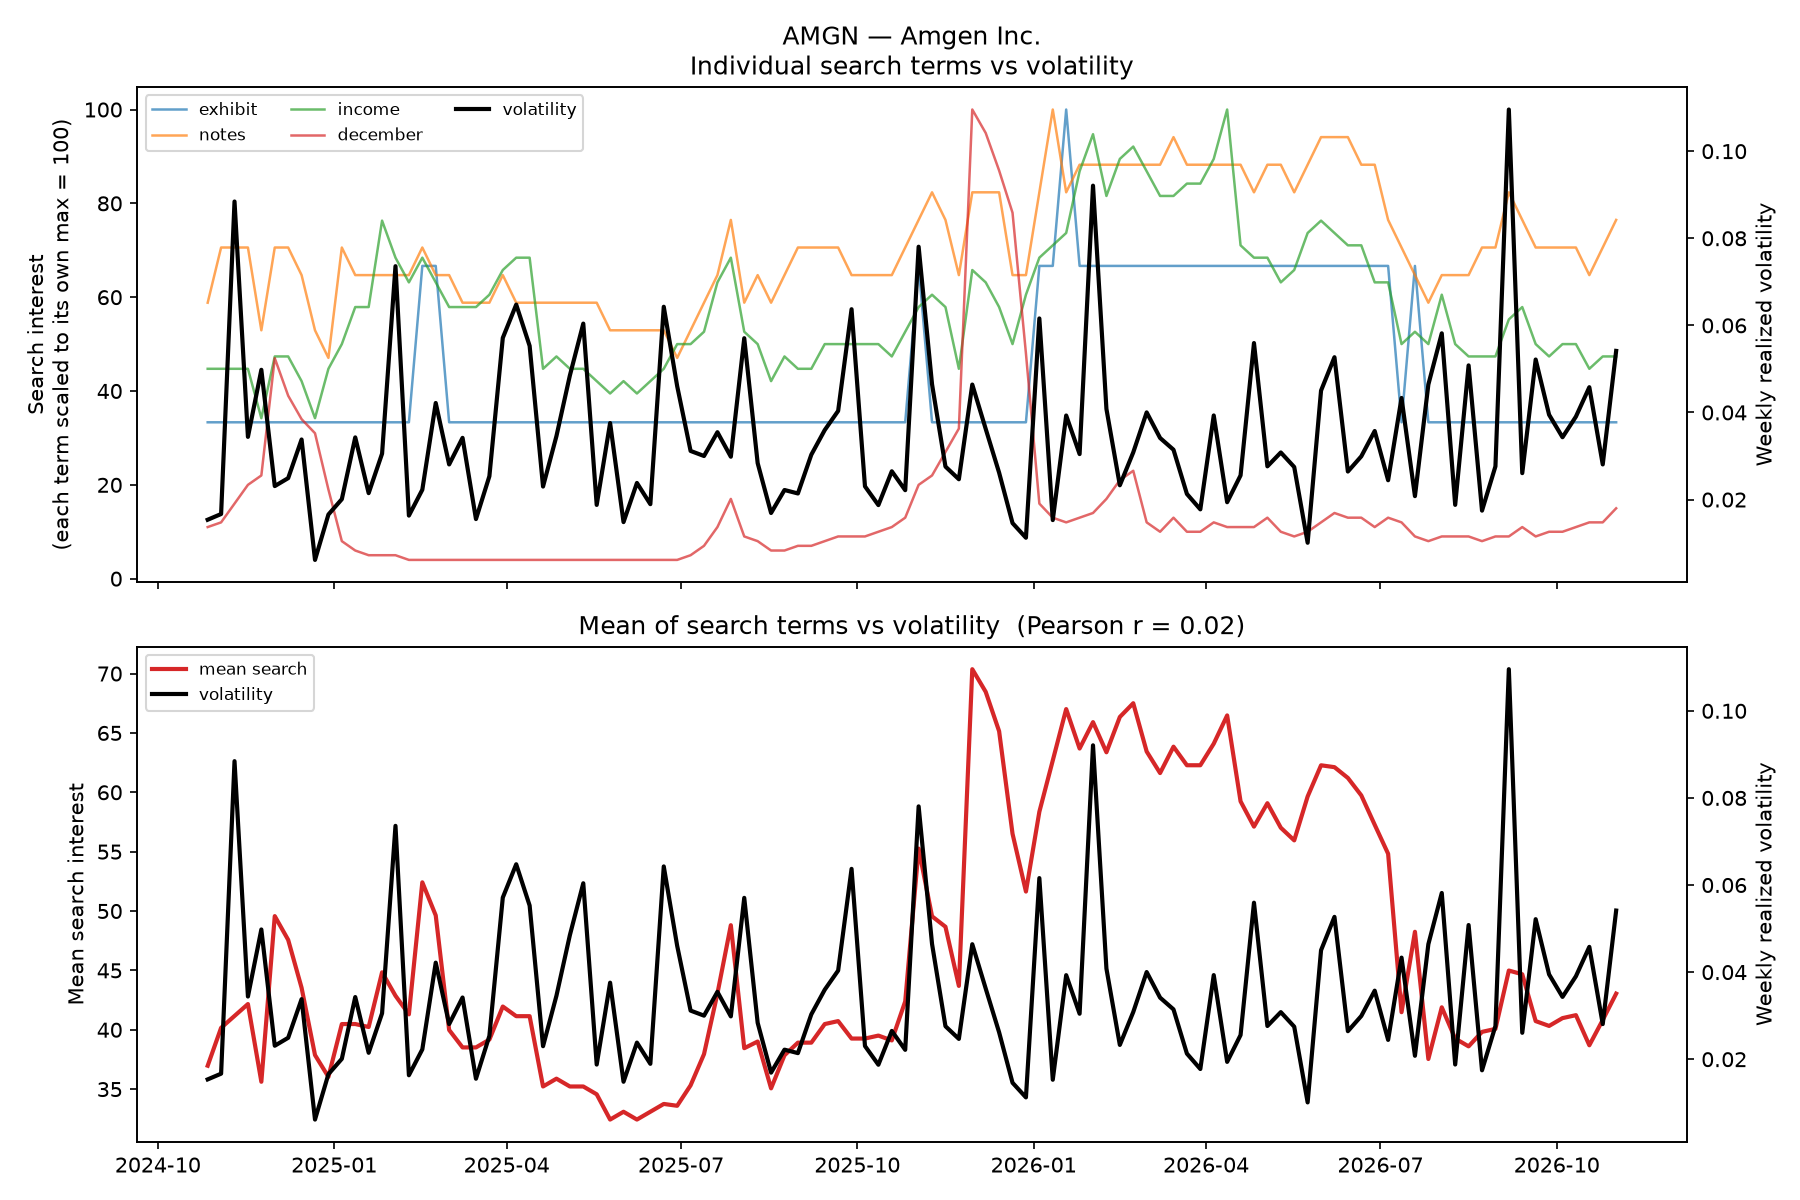 AMGN — Amgen Inc.
Individual search terms vs volatility
exhibit
notes
income
december
volatility
Search interest
(each term scaled to its own max = 100)
100
80
60
40
20
0
0.10
0.08
0.06
0.04
0.02
Weekly realized volatility
Mean of search terms vs volatility (Pearson r = 0.02)
mean search
volatility
Mean search interest
70
65
60
55
50
45
40
35
0.10
0.08
0.06
0.04
0.02
Weekly realized volatility
2024-10 2025-01 2025-04 2025-07 2025-10 2026-01 2026-04 2026-07 2026-10